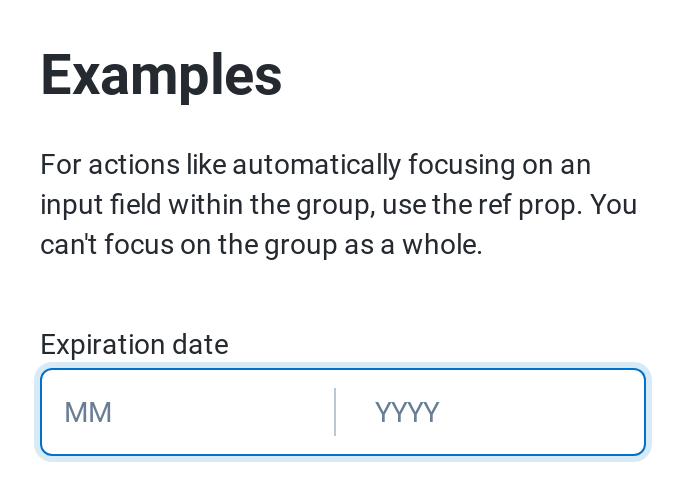 Examples
For actions like automatically focusing on an
input field within the group, use the ref prop. You
can't focus on the group as a whole.
Expiration date
MM YYYY